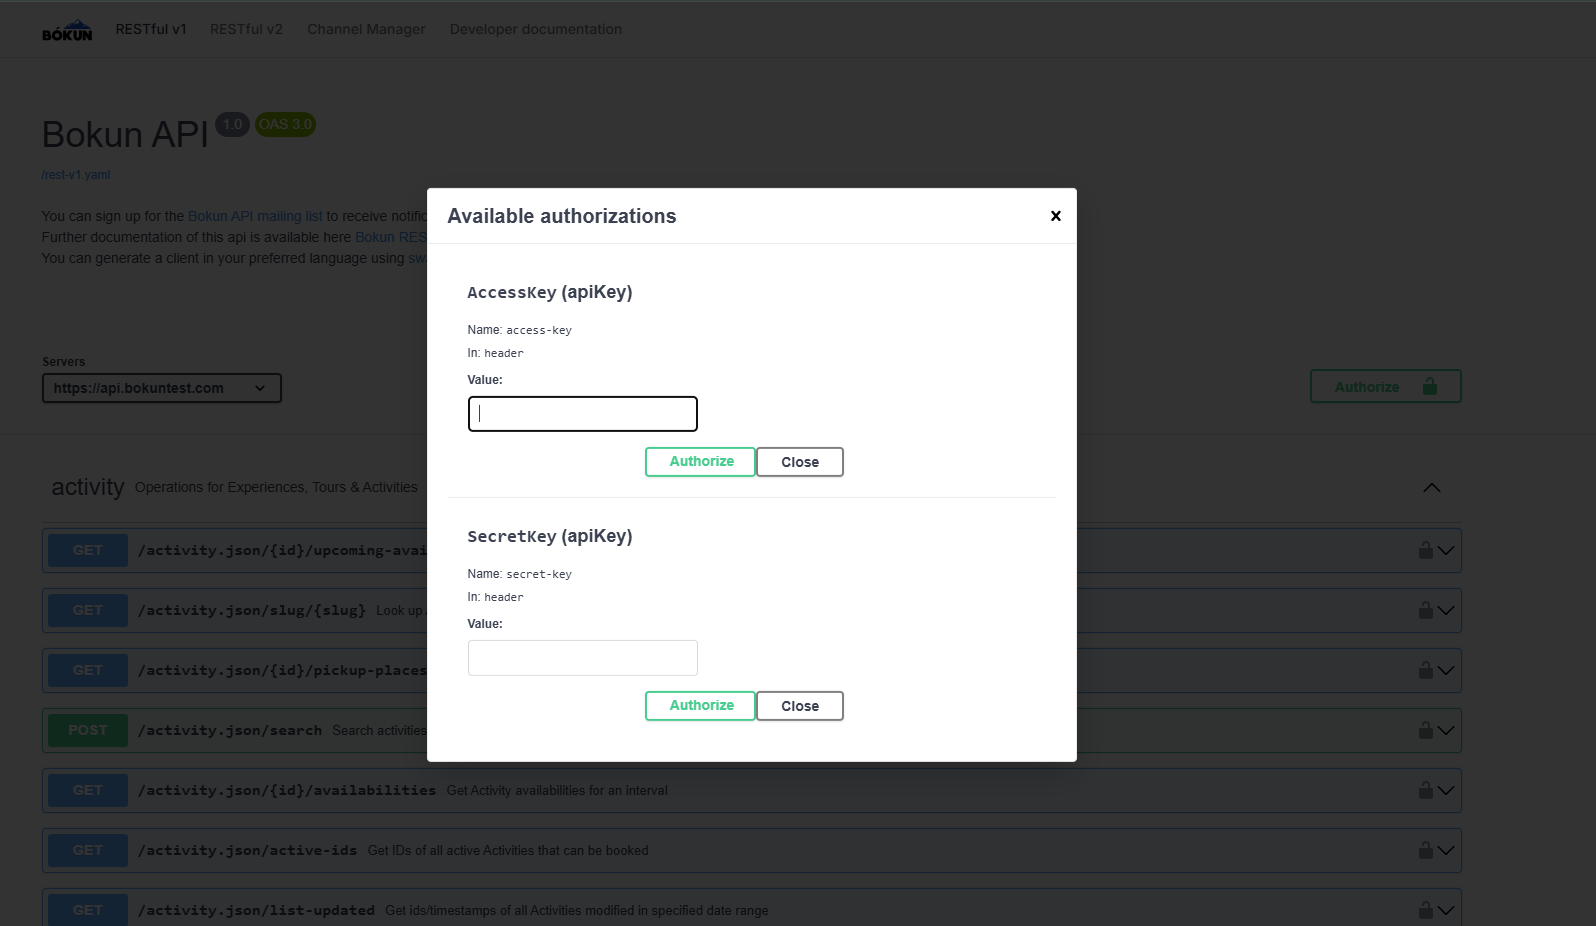 BÓKUN RESTful v1 RESTful v2 Channel Manager Developer documentation
Bokun API 1.0 OAS 3.0
/rest-v1.yaml
You can sign up for the Bokun API mailing list to receive notific
Further documentation of this api is available here Bokun RES
You can generate a client in your preferred language using sw
Servers
https://api.bokuntest.com
Authorize
activity Operations for Experiences, Tours & Activities
GET /activity.json/{id}/upcoming-avai
GET /activity.json/slug/{slug} Look up
GET /activity.json/{id}/pickup-places
POST /activity.json/search Search activities
GET /activity.json/{id}/availabilities Get Activity availabilities for an interval
GET /activity.json/active-ids Get IDs of all active Activities that can be booked
GET /activity.json/list-updated Get ids/timestamps of all Activities modified in specified date range
Available authorizations
AccessKey (apiKey)
Name: access-key
In: header
Value:
Authorize Close
SecretKey (apiKey)
Name: secret-key
In: header
Value:
Authorize Close